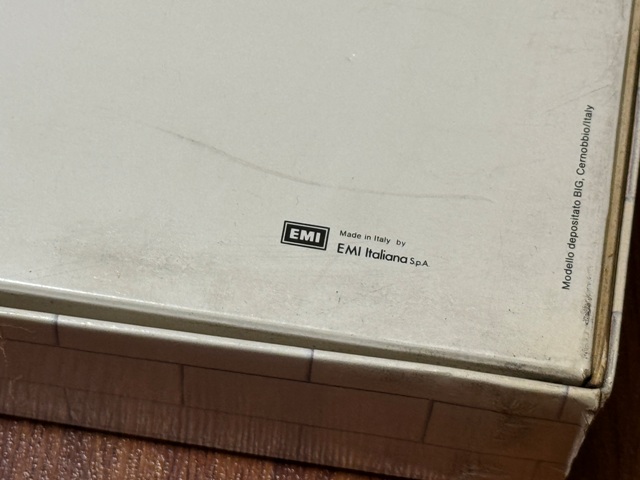 EMI
Made in Italy by
EMI Italiana S.p.A.
Modello depositato BIG, Cernobbio/Italy